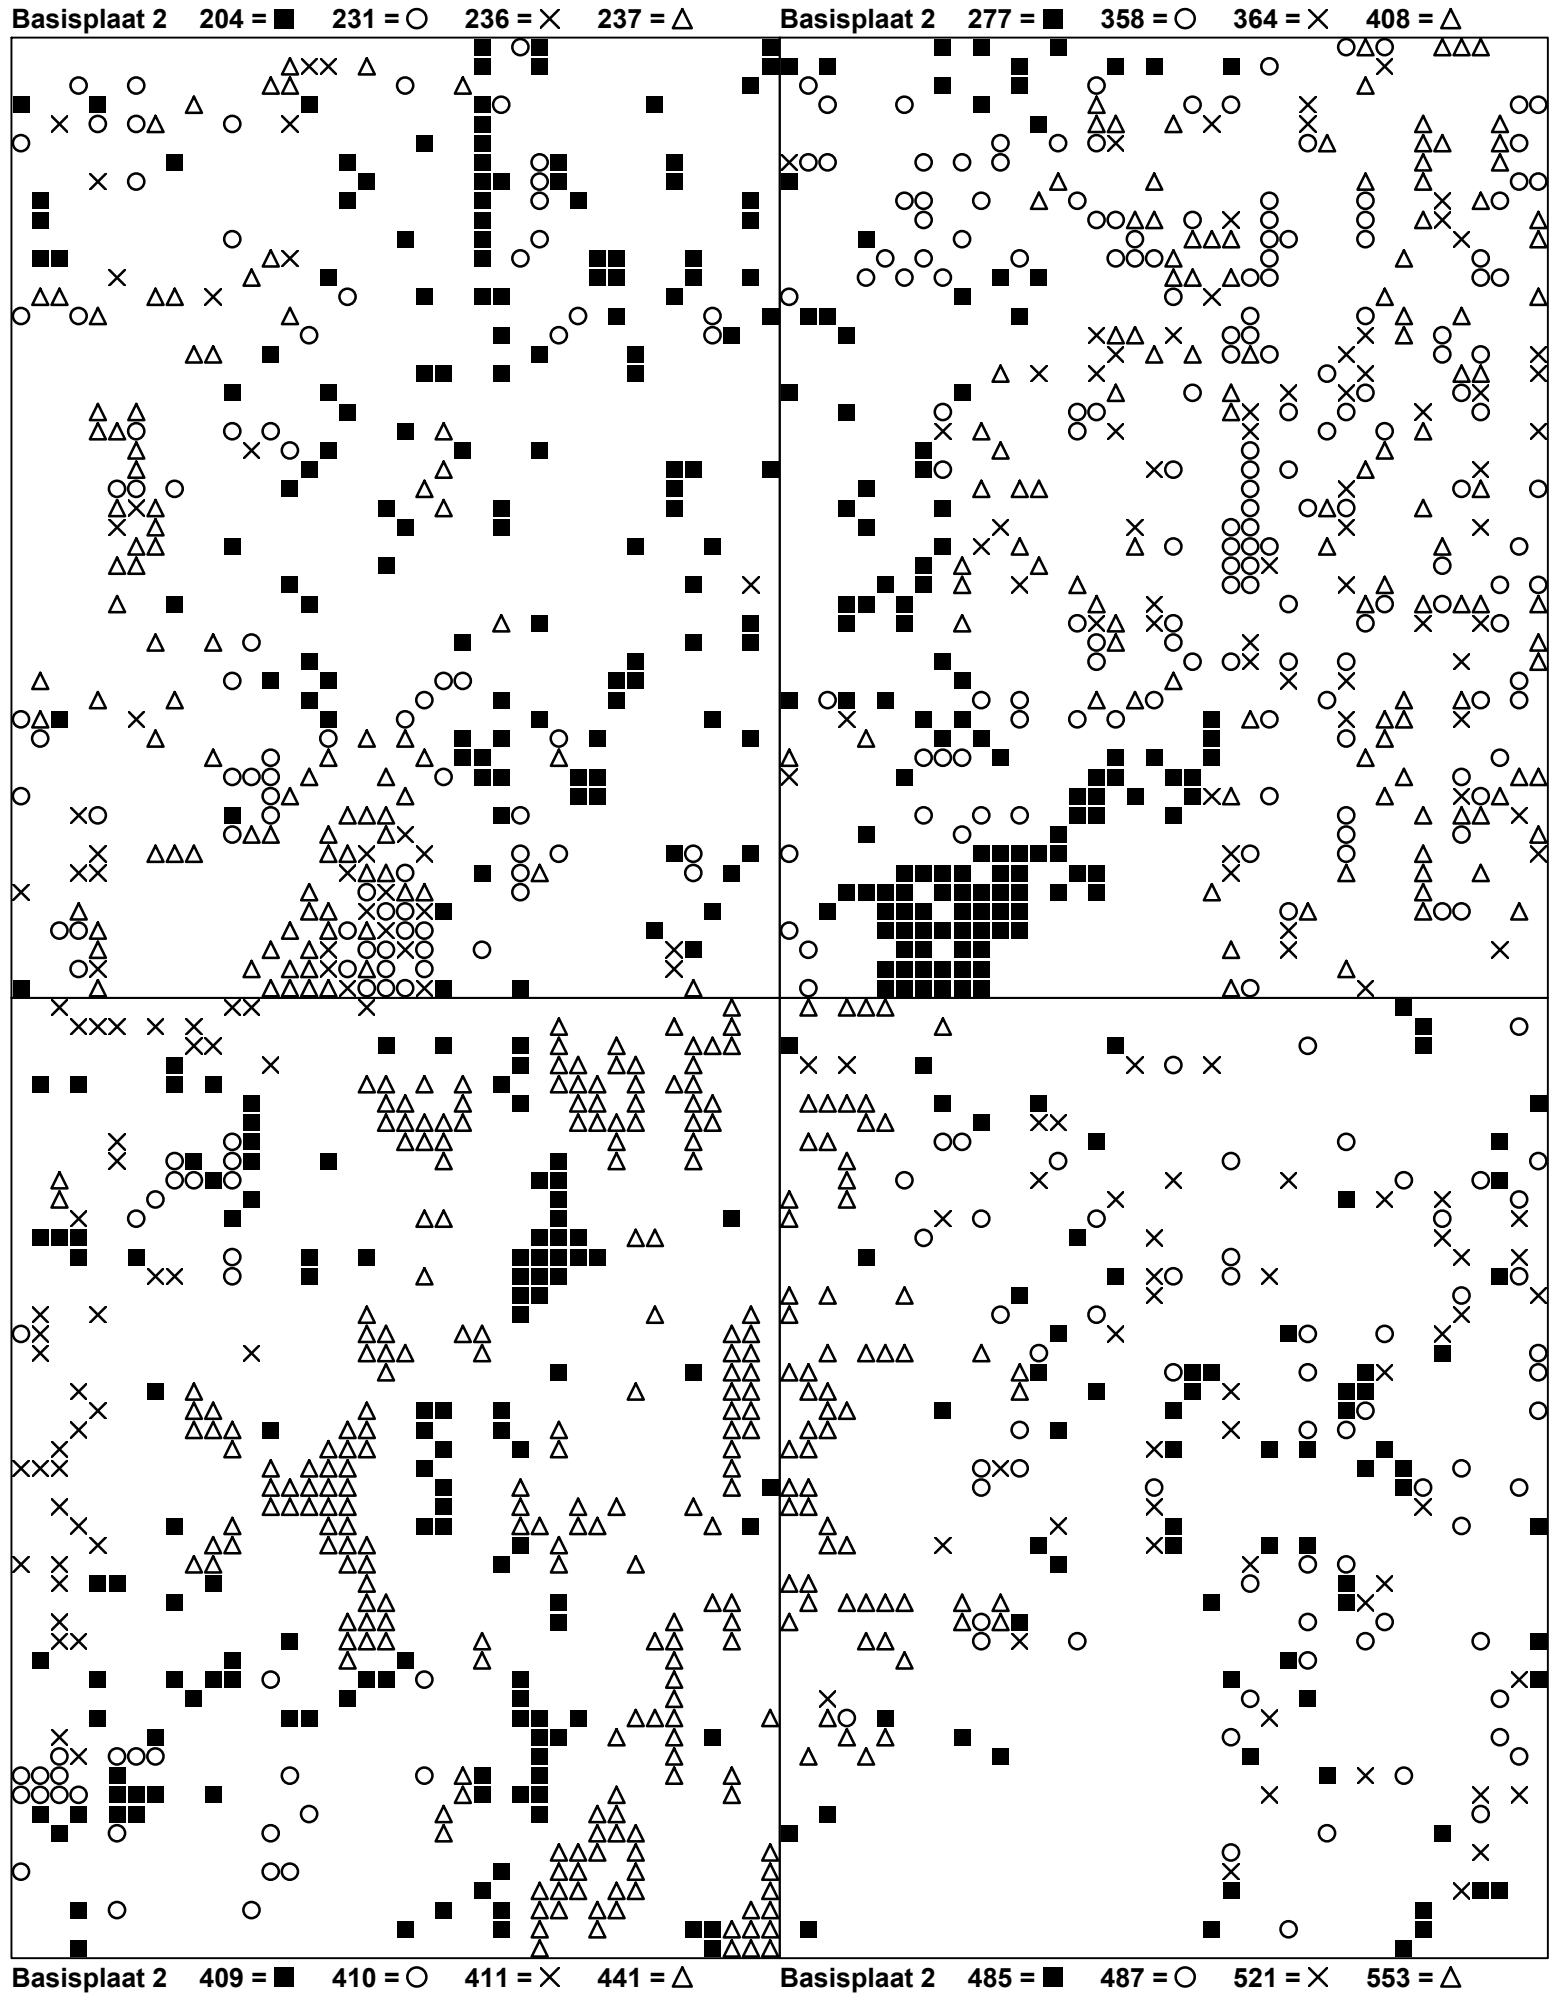 Basisplaat 2 204 = ■ 231 = ○ 236 = × 237 = △
Basisplaat 2 277 = ■ 358 = ○ 364 = × 408 = △
Basisplaat 2 409 = ■ 410 = ○ 411 = × 441 = △
Basisplaat 2 485 = ■ 487 = ○ 521 = × 553 = △